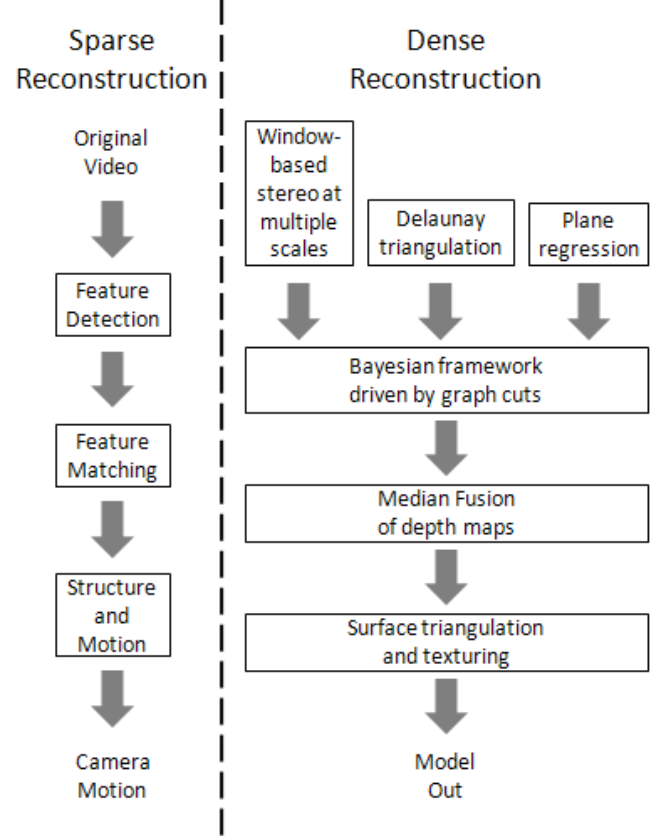 Sparse
Reconstruction
Original
Video
Feature
Detection
Feature
Matching
Structure
and
Motion
Camera
Motion
Dense
Reconstruction
Window-
based
stereo at
multiple
scales
Delaunay
triangulation
Plane
regression
Bayesian framework
driven by graph cuts
Median Fusion
of depth maps
Surface triangulation
and texturing
Model
Out